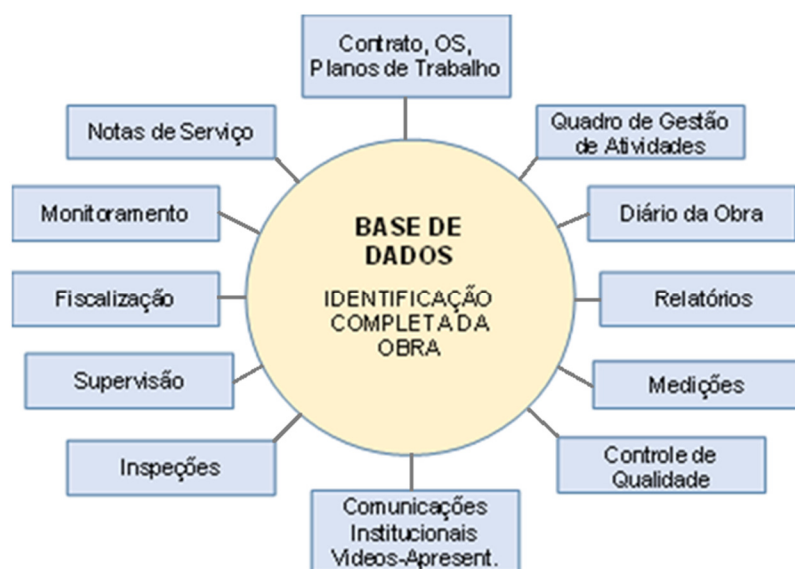 Contrato, OS,
Planos de Trabalho
Notas de Serviço
Quadro de Gestão
de Atividades
Monitoramento
Diário da Obra
BASE DE
DADOS
IDENTIFICAÇÃO
COMPLETA DA
OBRA
Fiscalização
Relatórios
Supervisão
Medições
Inspeções
Controle de
Qualidade
Comunicações
Institucionais
Videos-Apresent.